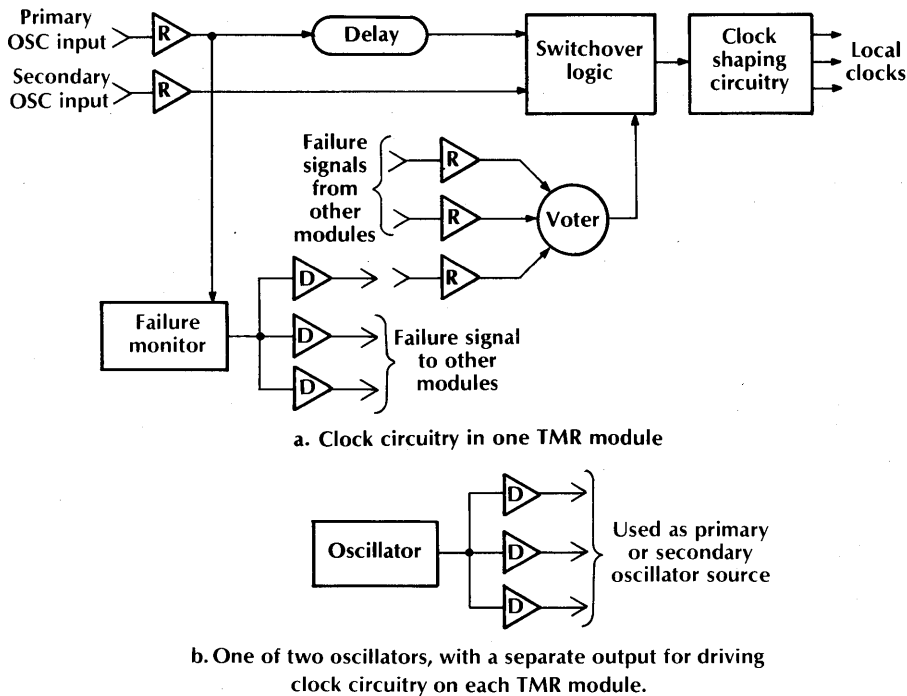 Primary
OSC input
R
Delay
Switchover
logic
Clock
shaping
circuitry
Local
clocks
Secondary
OSC input
R
Failure
signals
from
other
modules
R
R
R
Voter
D
D
D
Failure
monitor
Failure signal
to other
modules
a. Clock circuitry in one TMR module
Oscillator
D
D
D
Used as primary
or secondary
oscillator source
b. One of two oscillators, with a separate output for driving
clock circuitry on each TMR module.